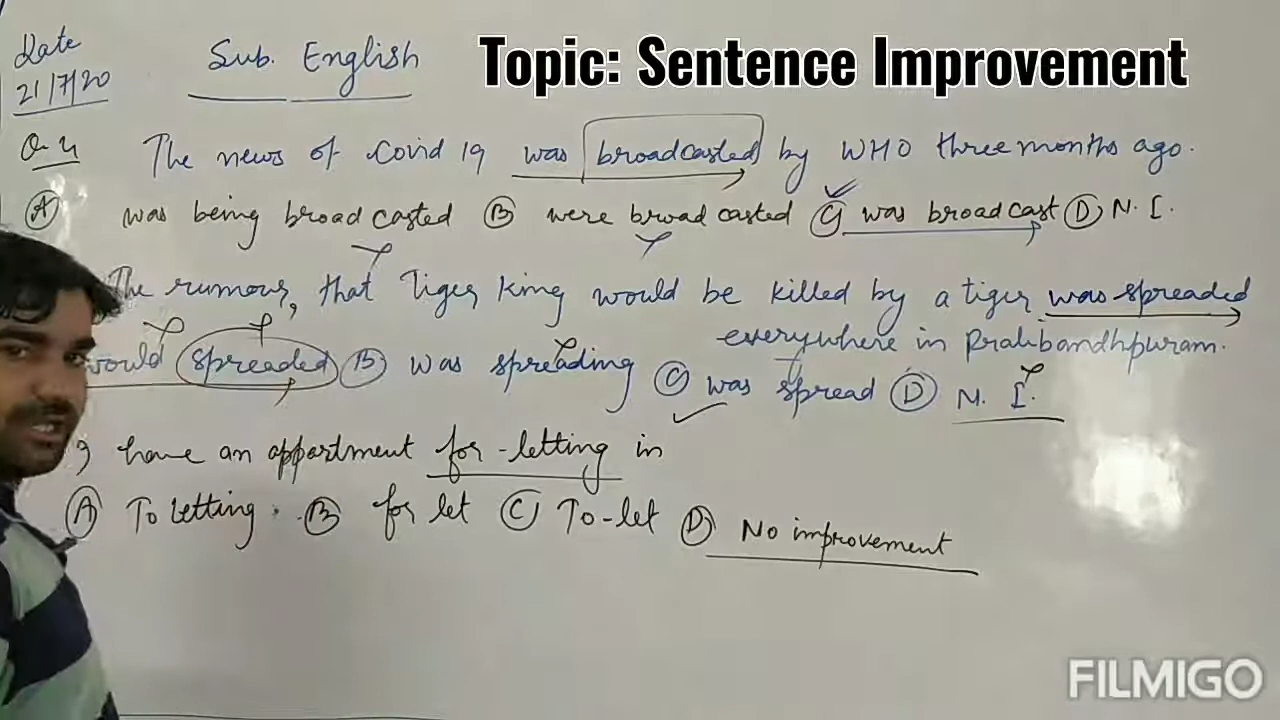 Date
21/7/20
Sub. English
Topic: Sentence Improvement
Q-4 The news of Covid 19 was broadcasted by WHO three months ago.
(A) was being broadcasted (B) were broadcasted (C) was broadcast (D) N. I.
The rumour, that Tiger King would be killed by a tiger was spreaded
everywhere in Pratibandhpuram.
would spreaded (B) was spreading (C) was spread (D) N. I.
have an appartment for-letting in
(A) To letting (B) for let (C) To-let (D) No improvement
FILMIGO